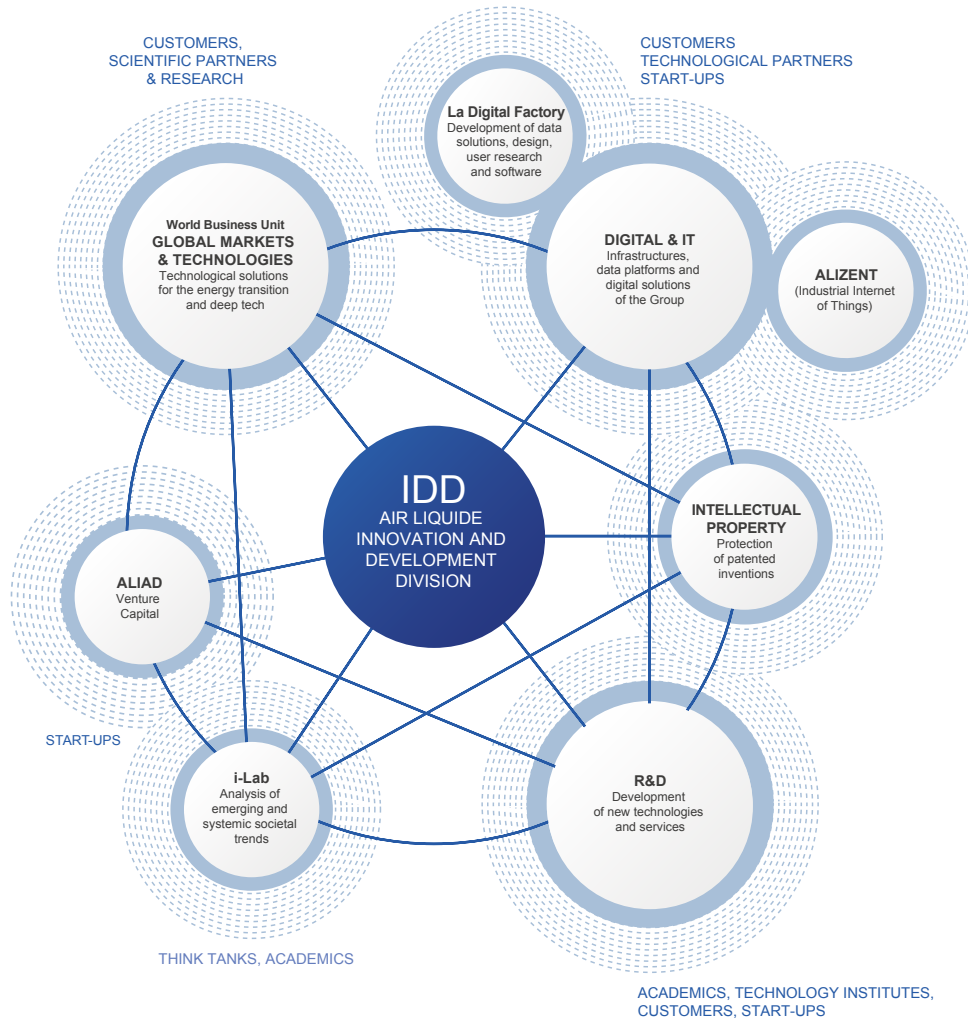 CUSTOMERS,
SCIENTIFIC PARTNERS
& RESEARCH
CUSTOMERS
TECHNOLOGICAL PARTNERS
START-UPS
La Digital Factory
Development of data
solutions, design,
user research
and software
World Business Unit
GLOBAL MARKETS
& TECHNOLOGIES
Technological solutions
for the energy transition
and deep tech
DIGITAL & IT
Infrastructures,
data platforms and
digital solutions
of the Group
ALIZENT
(Industrial Internet
of Things)
IDD
AIR LIQUIDE
INNOVATION AND
DEVELOPMENT
DIVISION
INTELLECTUAL
PROPERTY
Protection
of patented
inventions
ALIAD
Venture
Capital
START-UPS
i-Lab
Analysis of
emerging and
systemic societal
trends
R&D
Development
of new technologies
and services
THINK TANKS, ACADEMICS
ACADEMICS, TECHNOLOGY INSTITUTES,
CUSTOMERS, START-UPS